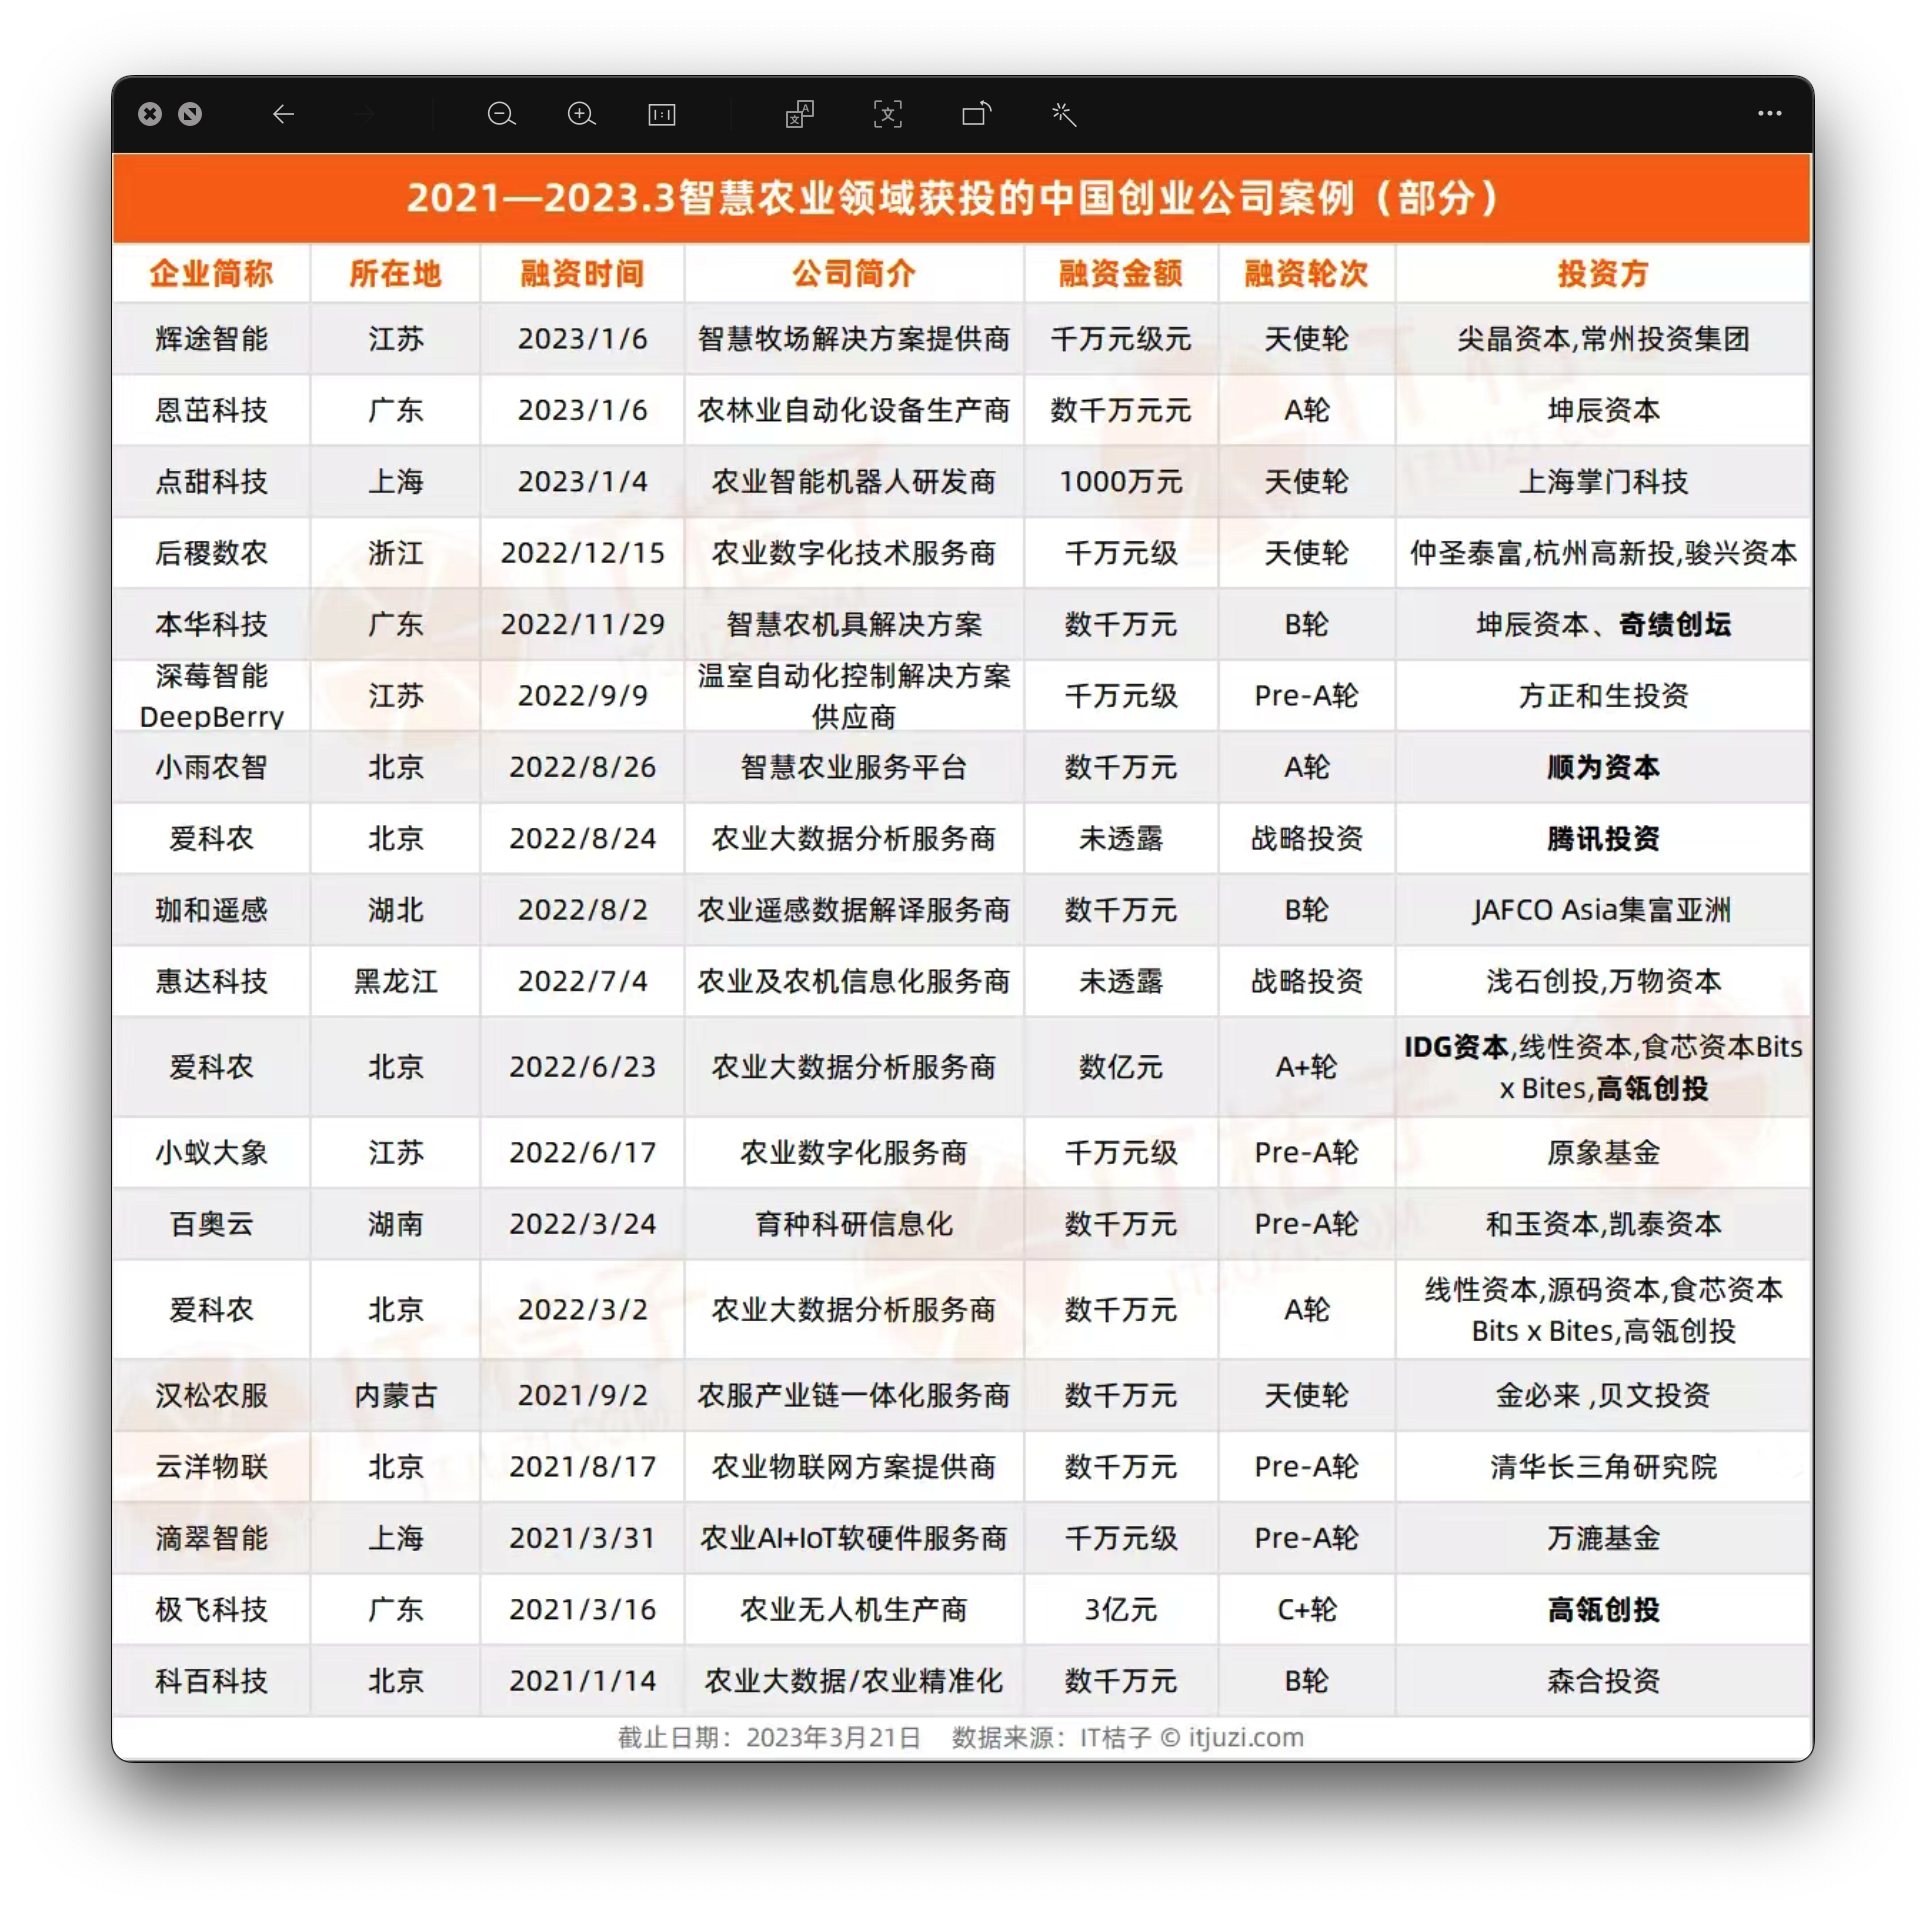 2021—2023.3智慧农业领域获投的中国创业公司案例（部分）
企业简称 所在地 融资时间 公司简介 融资金额 融资轮次 投资方
辉途智能 江苏 2023/1/6 智慧牧场解决方案提供商 千万元级元 天使轮 尖晶资本,常州投资集团
恩茁科技 广东 2023/1/6 农林业自动化设备生产商 数千万元元 A轮 坤辰资本
点甜科技 上海 2023/1/4 农业智能机器人研发商 1000万元 天使轮 上海掌门科技
后稷数农 浙江 2022/12/15 农业数字化技术服务商 千万元级 天使轮 仲圣泰富,杭州高新投,骏兴资本
本华科技 广东 2022/11/29 智慧农机具解决方案 数千万元 B轮 坤辰资本、奇绩创坛
深莓智能
DeepBerry 江苏 2022/9/9 温室自动化控制解决方案
供应商 千万元级 Pre-A轮 方正和生投资
小雨农智 北京 2022/8/26 智慧农业服务平台 数千万元 A轮 顺为资本
爱科农 北京 2022/8/24 农业大数据分析服务商 未透露 战略投资 腾讯投资
珈和遥感 湖北 2022/8/2 农业遥感数据解译服务商 数千万元 B轮 JAFCO Asia集富亚洲
惠达科技 黑龙江 2022/7/4 农业及农机信息化服务商 未透露 战略投资 浅石创投,万物资本
爱科农 北京 2022/6/23 农业大数据分析服务商 数亿元 A+轮 IDG资本,线性资本,食芯资本Bits
x Bites,高瓴创投
小蚁大象 江苏 2022/6/17 农业数字化服务商 千万元级 Pre-A轮 原象基金
百奥云 湖南 2022/3/24 育种科研信息化 数千万元 Pre-A轮 和玉资本,凯泰资本
爱科农 北京 2022/3/2 农业大数据分析服务商 数千万元 A轮 线性资本,源码资本,食芯资本
Bits x Bites,高瓴创投
汉松农服 内蒙古 2021/9/2 农服产业链一体化服务商 数千万元 天使轮 金必来 ,贝文投资
云洋物联 北京 2021/8/17 农业物联网方案提供商 数千万元 Pre-A轮 清华长三角研究院
滴翠智能 上海 2021/3/31 农业AI+IoT软硬件服务商 千万元级 Pre-A轮 万漉基金
极飞科技 广东 2021/3/16 农业无人机生产商 3亿元 C+轮 高瓴创投
科百科技 北京 2021/1/14 农业大数据/农业精准化 数千万元 B轮 森合投资
截止日期：2023年3月21日 数据来源：IT桔子 © itjuzi.com